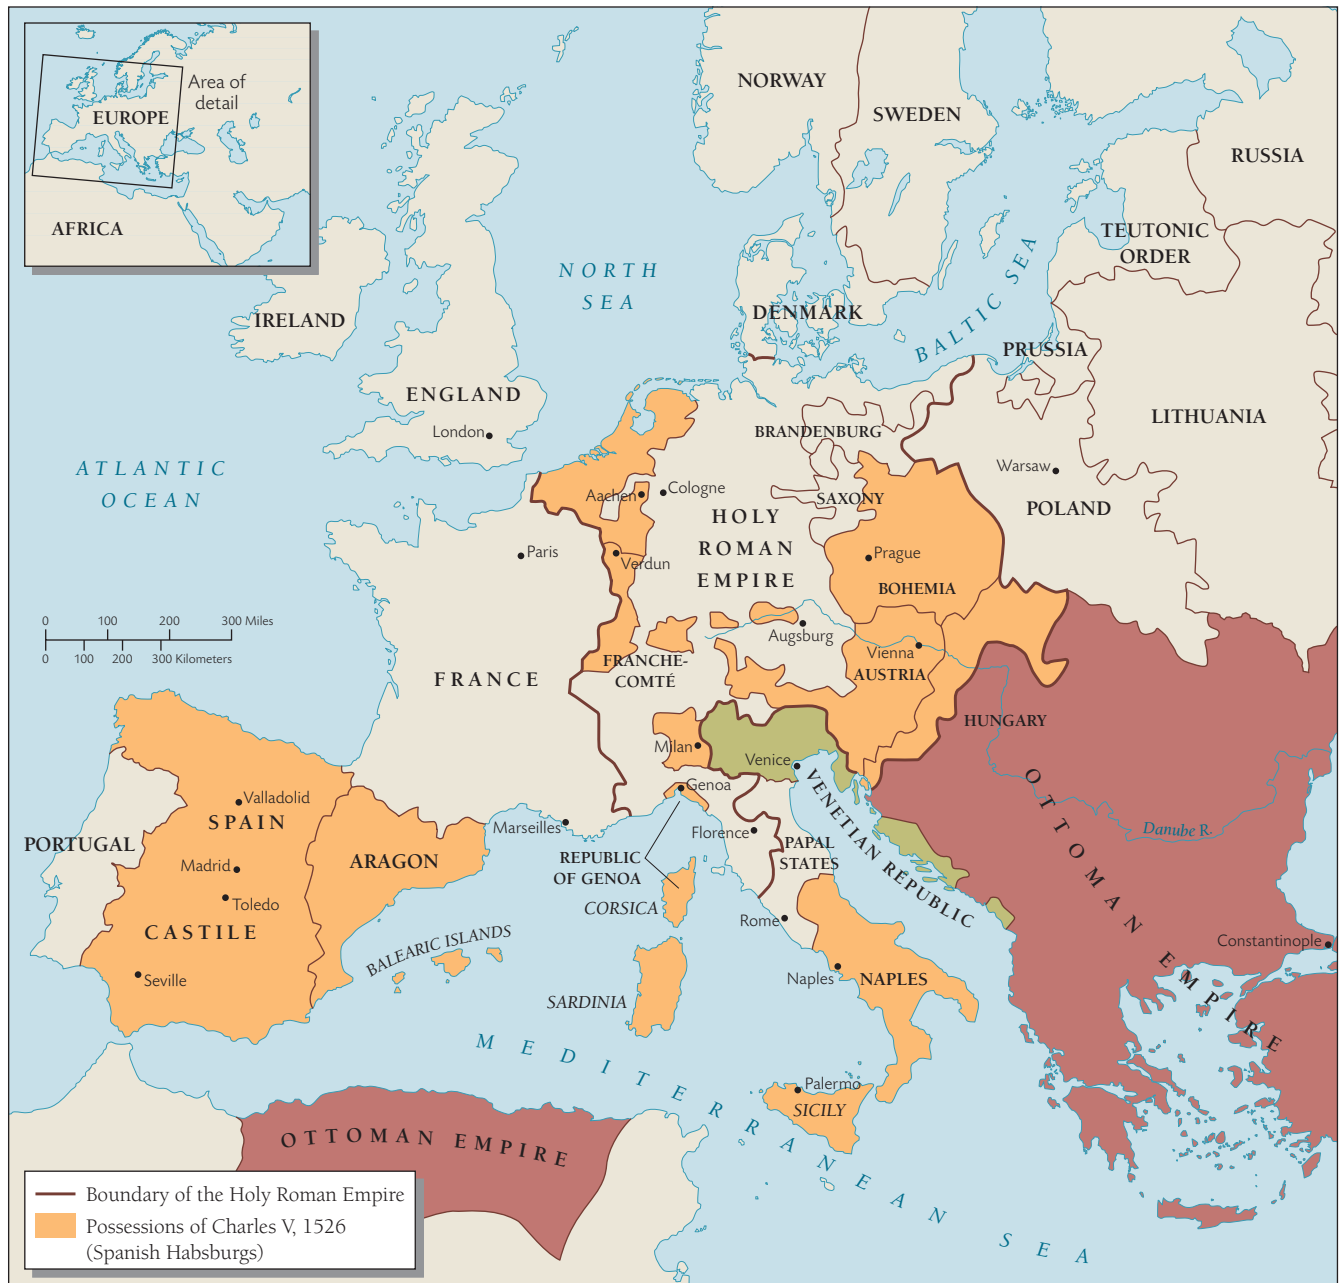 Area of
detail
EUROPE
AFRICA
NORWAY
SWEDEN
RUSSIA
TEUTONIC
ORDER
NORTH
SEA
BALTIC SEA
IRELAND
DENMARK
PRUSSIA
ENGLAND
London
LITHUANIA
BRANDENBURG
ATLANTIC
OCEAN
Warsaw
Aachen
Cologne
SAXONY
POLAND
HOLY
ROMAN
EMPIRE
Paris
Verdun
Prague
BOHEMIA
0 100 200 300 Miles
0 100 200 300 Kilometers
Augsburg
Vienna
AUSTRIA
FRANCHE-
COMTÉ
FRANCE
HUNGARY
Milan
Venice
Genoa
VENETIAN REPUBLIC
OTTOMAN EMPIRE
Valladolid
SPAIN
Marseilles
Florence
Danube R.
PORTUGAL
ARAGON
REPUBLIC
OF GENOA
PAPAL
STATES
Madrid
Toledo
CORSICA
Rome
CASTILE
BALEARIC ISLANDS
Constantinople
Seville
SARDINIA
Naples
NAPLES
MEDITERRANEAN SEA
Palermo
SICILY
OTTOMAN EMPIRE
Boundary of the Holy Roman Empire
Possessions of Charles V, 1526
(Spanish Habsburgs)